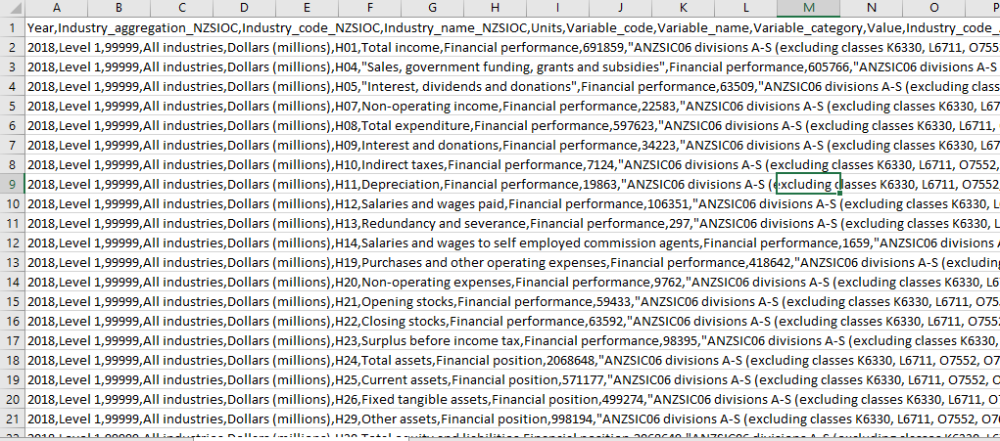 A B C D E F G H I J K L M N O P
1 Year,Industry_aggregation_NZSIOC,Industry_code_NZSIOC,Industry_name_NZSIOC,Units,Variable_code,Variable_name,Variable_category,Value,Industry_code_
2 2018,Level 1,99999,All industries,Dollars (millions),H01,Total income,Financial performance,691859,"ANZSIC06 divisions A-S (excluding classes K6330, L6711, O755
3 2018,Level 1,99999,All industries,Dollars (millions),H04,"Sales, government funding, grants and subsidies",Financial performance,605766,"ANZSIC06 divisions A-S
4 2018,Level 1,99999,All industries,Dollars (millions),H05,"Interest, dividends and donations",Financial performance,63509,"ANZSIC06 divisions A-S (excluding class
5 2018,Level 1,99999,All industries,Dollars (millions),H07,Non-operating income,Financial performance,22583,"ANZSIC06 divisions A-S (excluding classes K6330, L67
6 2018,Level 1,99999,All industries,Dollars (millions),H08,Total expenditure,Financial performance,597623,"ANZSIC06 divisions A-S (excluding classes K6330, L6711,
7 2018,Level 1,99999,All industries,Dollars (millions),H09,Interest and donations,Financial performance,34223,"ANZSIC06 divisions A-S (excluding classes K6330, L67
8 2018,Level 1,99999,All industries,Dollars (millions),H10,Indirect taxes,Financial performance,7124,"ANZSIC06 divisions A-S (excluding classes K6330, L6711, O7552,
9 2018,Level 1,99999,All industries,Dollars (millions),H11,Depreciation,Financial performance,19863,"ANZSIC06 divisions A-S (excluding classes K6330, L6711, O7552,
10 2018,Level 1,99999,All industries,Dollars (millions),H12,Salaries and wages paid,Financial performance,106351,"ANZSIC06 divisions A-S (excluding classes K6330, L
11 2018,Level 1,99999,All industries,Dollars (millions),H13,Redundancy and severance,Financial performance,297,"ANZSIC06 divisions A-S (excluding classes K6330, L
12 2018,Level 1,99999,All industries,Dollars (millions),H14,Salaries and wages to self employed commission agents,Financial performance,1659,"ANZSIC06 divisions
13 2018,Level 1,99999,All industries,Dollars (millions),H19,Purchases and other operating expenses,Financial performance,418642,"ANZSIC06 divisions A-S (excluding
14 2018,Level 1,99999,All industries,Dollars (millions),H20,Non-operating expenses,Financial performance,9762,"ANZSIC06 divisions A-S (excluding classes K6330, L6
15 2018,Level 1,99999,All industries,Dollars (millions),H21,Opening stocks,Financial performance,59433,"ANZSIC06 divisions A-S (excluding classes K6330, L6711, O75
16 2018,Level 1,99999,All industries,Dollars (millions),H22,Closing stocks,Financial performance,63592,"ANZSIC06 divisions A-S (excluding classes K6330, L6711, O755
17 2018,Level 1,99999,All industries,Dollars (millions),H23,Surplus before income tax,Financial performance,98395,"ANZSIC06 divisions A-S (excluding classes K6330,
18 2018,Level 1,99999,All industries,Dollars (millions),H24,Total assets,Financial position,2068648,"ANZSIC06 divisions A-S (excluding classes K6330, L6711, O7552, O7
19 2018,Level 1,99999,All industries,Dollars (millions),H25,Current assets,Financial position,571177,"ANZSIC06 divisions A-S (excluding classes K6330, L6711, O7552, O
20 2018,Level 1,99999,All industries,Dollars (millions),H26,Fixed tangible assets,Financial position,499274,"ANZSIC06 divisions A-S (excluding classes K6330, L6711, O
21 2018,Level 1,99999,All industries,Dollars (millions),H29,Other assets,Financial position,998194,"ANZSIC06 divisions A-S (excluding classes K6330, L6711, O7552, O7